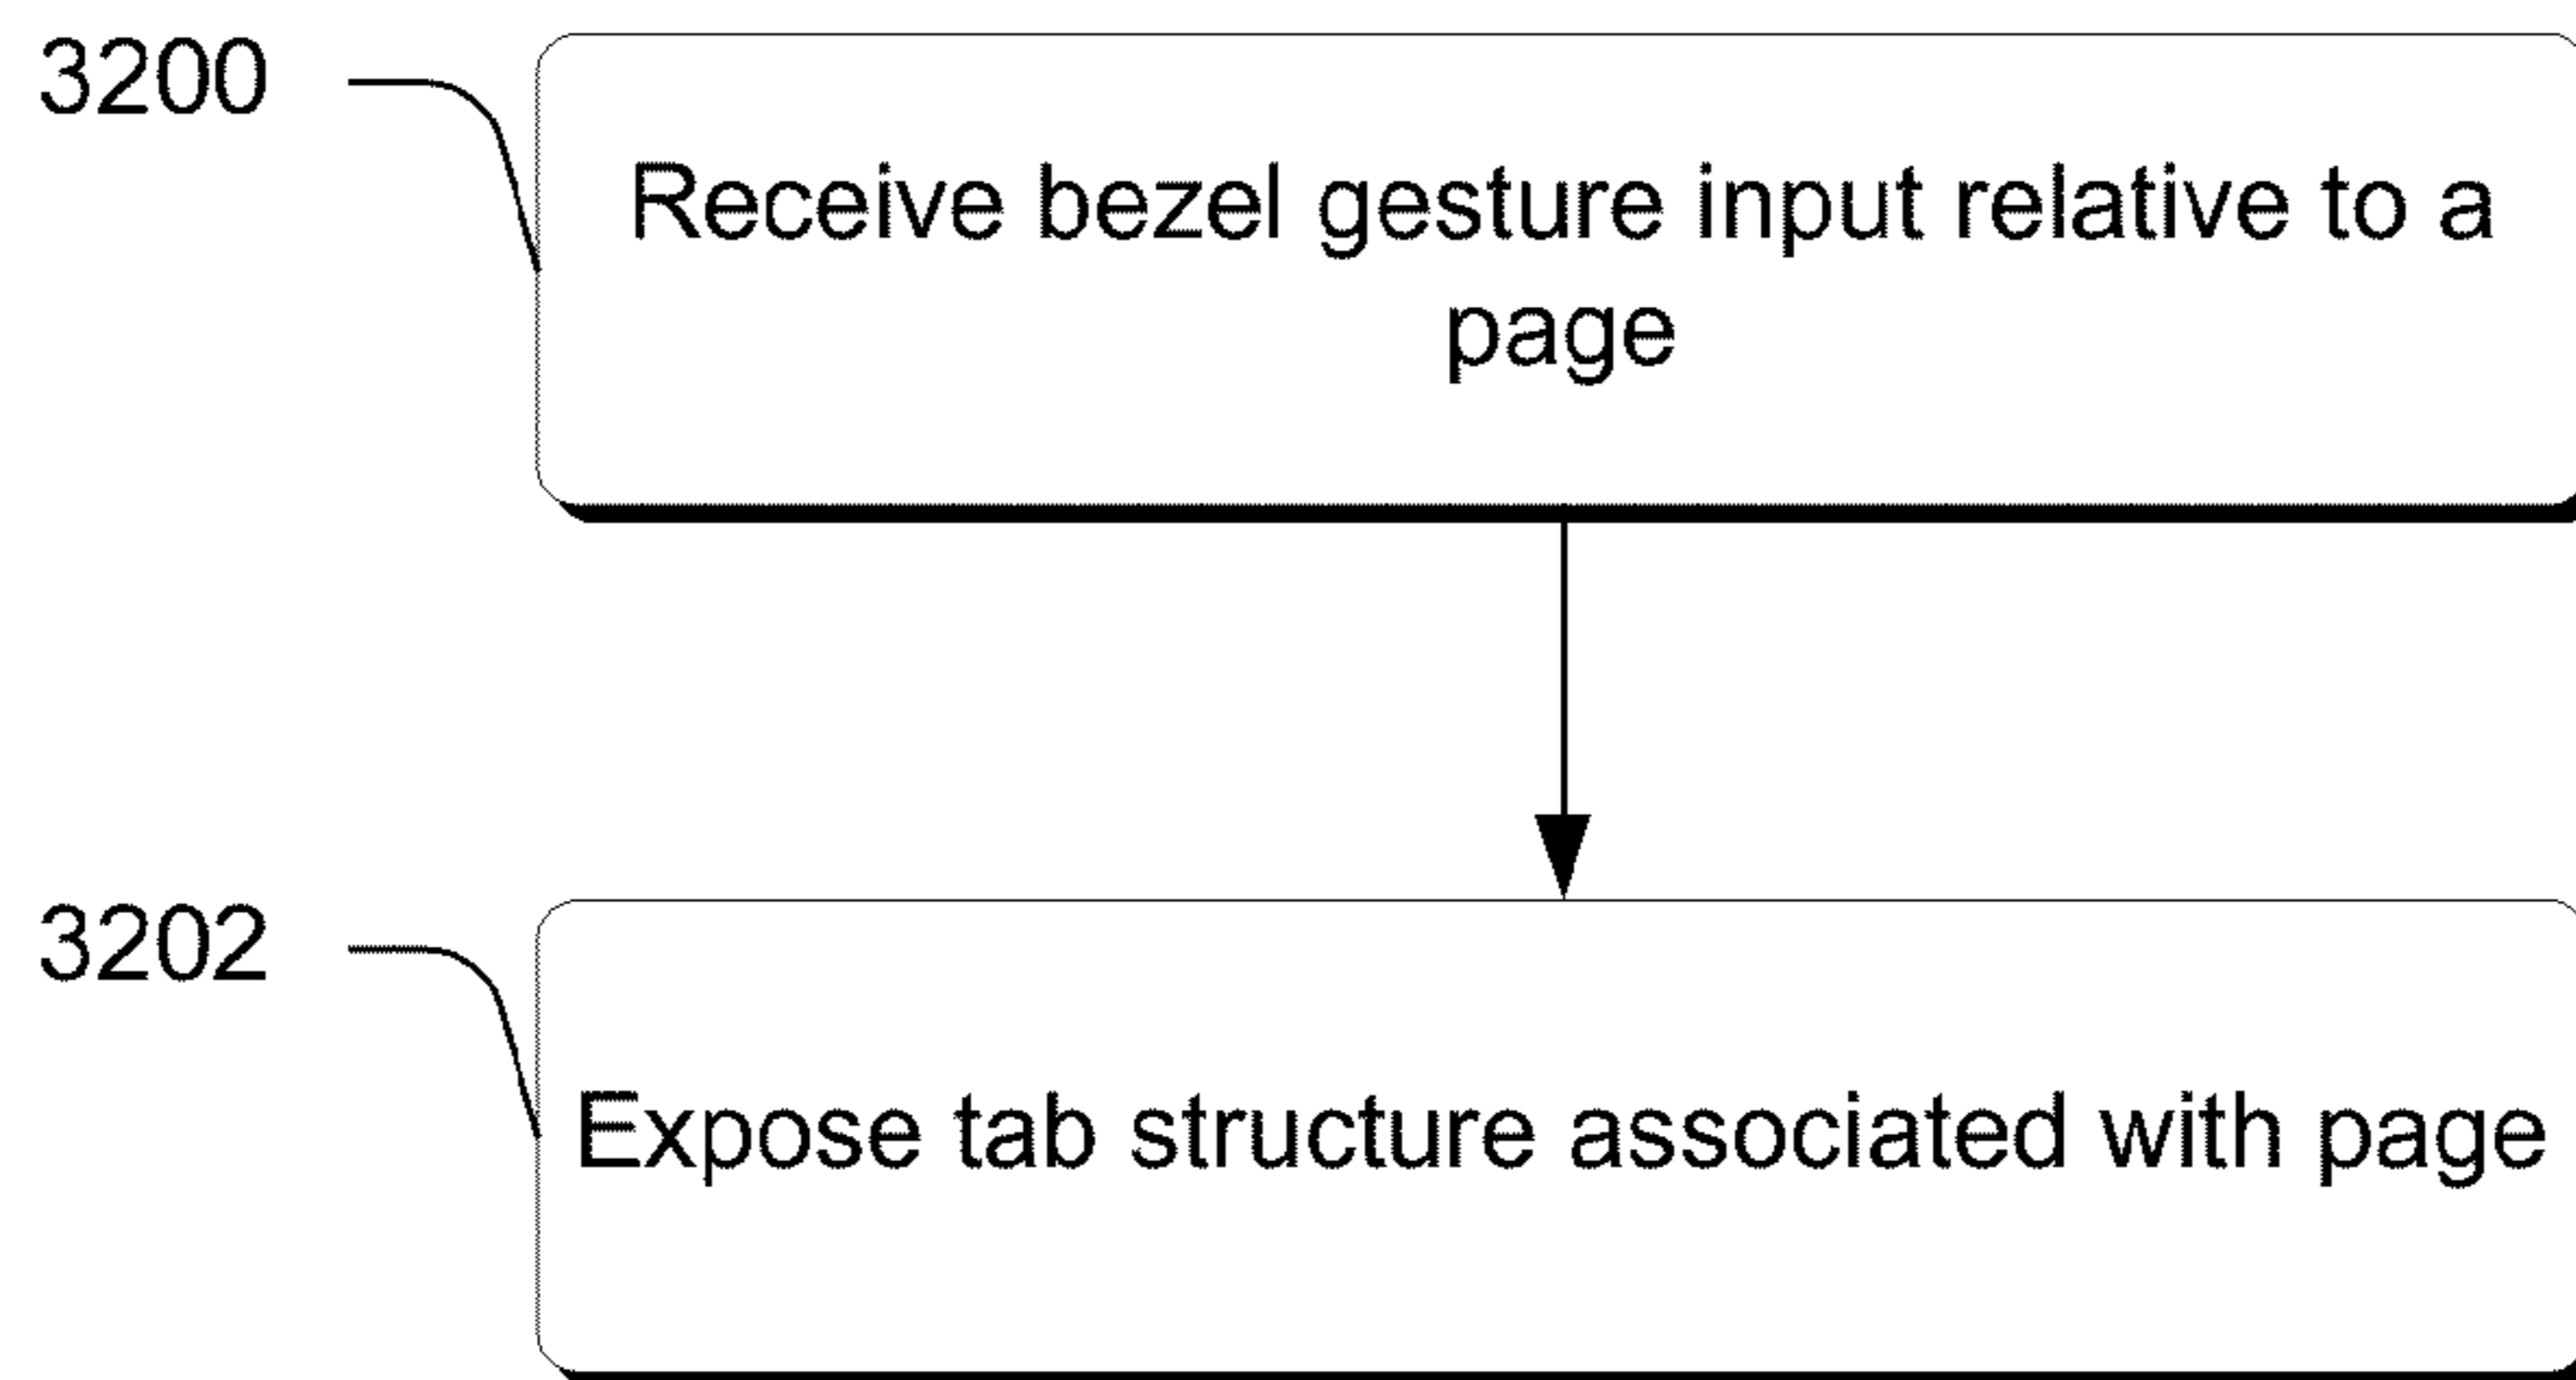 3200
Receive bezel gesture input relative to a
page
3202
Expose tab structure associated with page